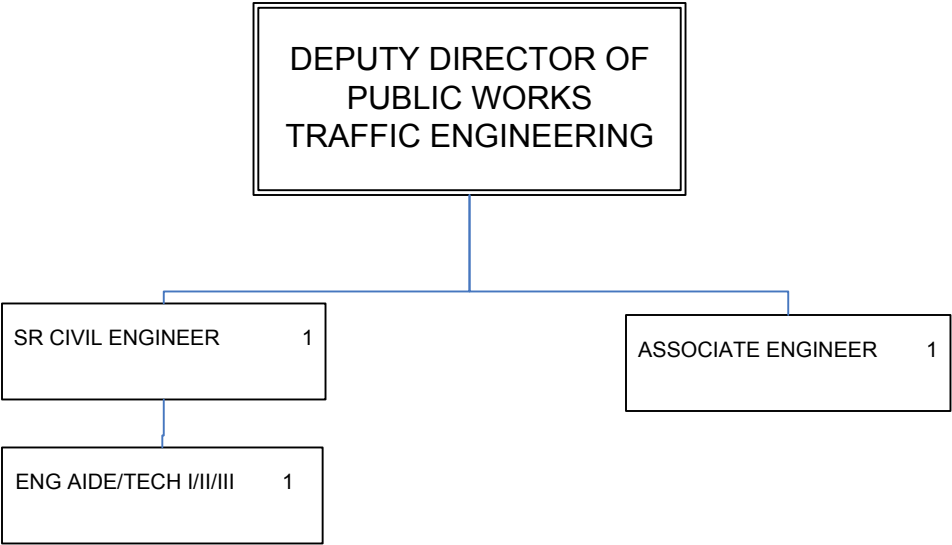 DEPUTY DIRECTOR OF
PUBLIC WORKS
TRAFFIC ENGINEERING
SR CIVIL ENGINEER 1
ASSOCIATE ENGINEER 1
ENG AIDE/TECH I/II/III 1